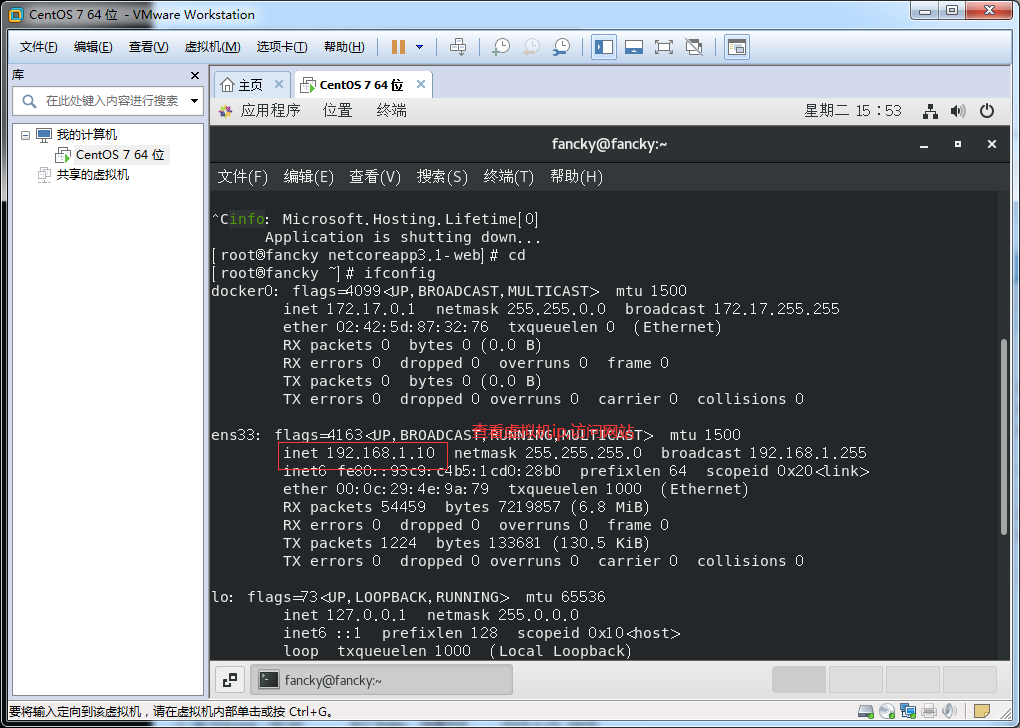 CentOS 7 64 位 - VMware Workstation
文件(F) 编辑(E) 查看(V) 虚拟机(M) 选项卡(T) 帮助(H)
库
在此处键入内容进行搜索
我的计算机
CentOS 7 64 位
共享的虚拟机
主页 CentOS 7 64 位
应用程序 位置 终端 星期二 15：53
fancky@fancky:~
文件(F) 编辑(E) 查看(V) 搜索(S) 终端(T) 帮助(H)
^Cinfo: Microsoft.Hosting.Lifetime[0]
Application is shutting down...
[root@fancky netcoreapp3.1-web]# cd
[root@fancky ~]# ifconfig
docker0: flags=4099<UP,BROADCAST,MULTICAST> mtu 1500
inet 172.17.0.1 netmask 255.255.0.0 broadcast 172.17.255.255
ether 02:42:5d:87:32:76 txqueuelen 0 (Ethernet)
RX packets 0 bytes 0 (0.0 B)
RX errors 0 dropped 0 overruns 0 frame 0
TX packets 0 bytes 0 (0.0 B)
TX errors 0 dropped 0 overruns 0 carrier 0 collisions 0
查看虚拟机ip,访问网站
ens33: flags=4163<UP,BROADCAST,RUNNING,MULTICAST> mtu 1500
inet 192.168.1.10 netmask 255.255.255.0 broadcast 192.168.1.255
inet6 fe80::93c9:c4b5:1cd0:28b0 prefixlen 64 scopeid 0x20<link>
ether 00:0c:29:4e:9a:79 txqueuelen 1000 (Ethernet)
RX packets 54459 bytes 7219857 (6.8 MiB)
RX errors 0 dropped 0 overruns 0 frame 0
TX packets 1224 bytes 133681 (130.5 KiB)
TX errors 0 dropped 0 overruns 0 carrier 0 collisions 0
lo: flags=73<UP,LOOPBACK,RUNNING> mtu 65536
inet 127.0.0.1 netmask 255.0.0.0
inet6 ::1 prefixlen 128 scopeid 0x10<host>
loop txqueuelen 1000 (Local Loopback)
fancky@fancky:~
要将输入定向到该虚拟机，请在虚拟机内部单击或按 Ctrl+G。